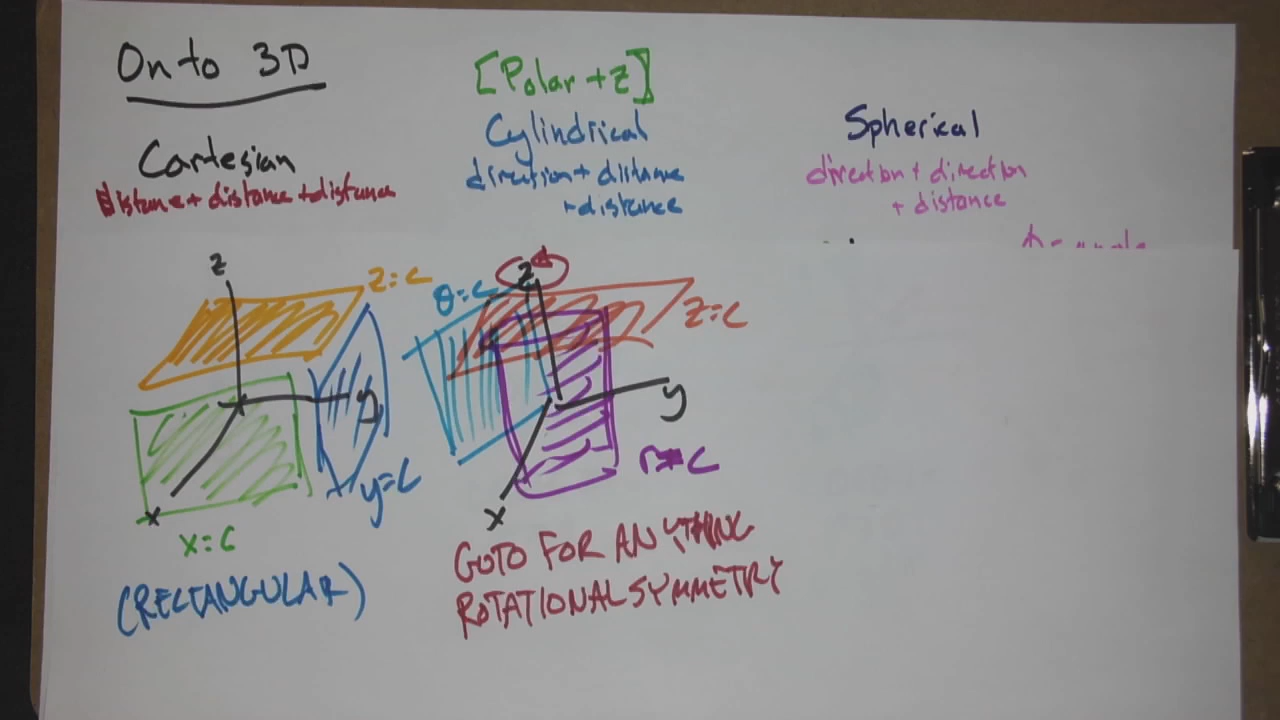 Onto 3D
[Polar + z]
Cartesian
Distance + distance + distance
Cylindrical
direction + distance
+ distance
Spherical
direction + direction
+ distance
z
z=c
y
y=c
x
x=c
(RECTANGULAR)
z
θ=c
z=c
y
r=c
x
GOTO FOR ANYTHING
ROTATIONAL SYMMETRY